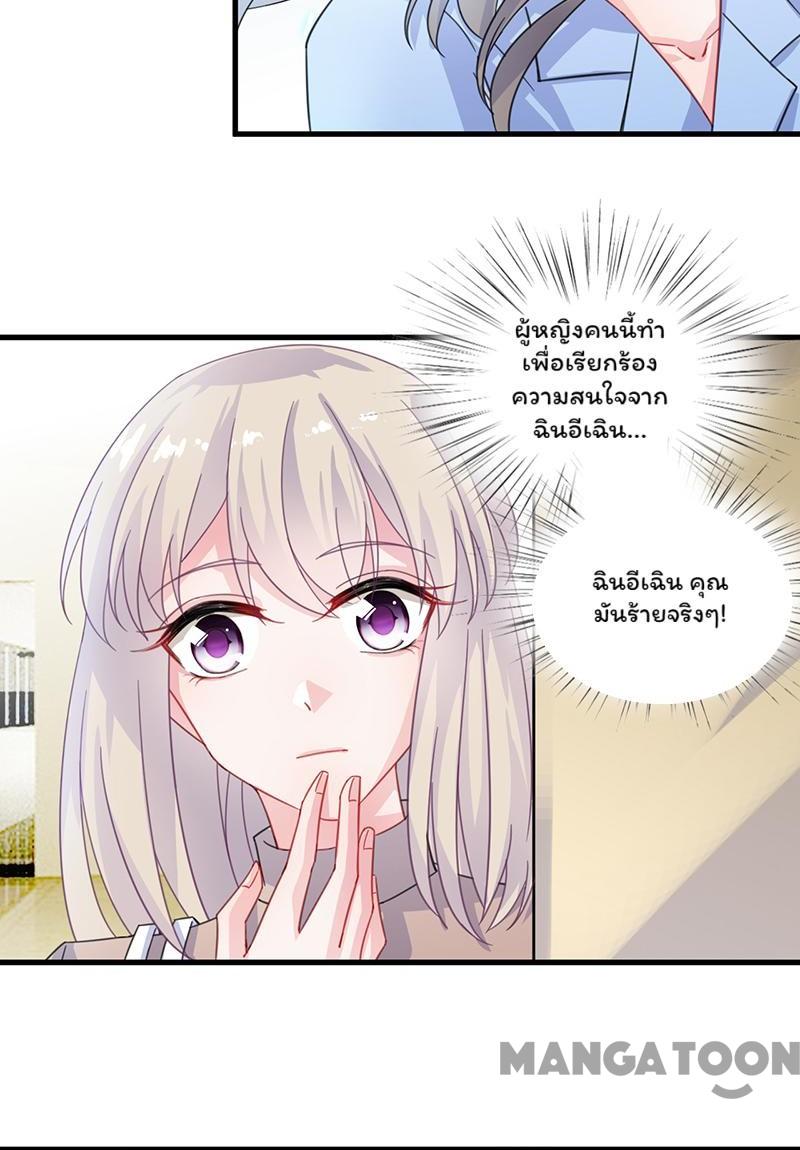 ผู้หญิงคนนี้ทำ
เพื่อเรียกร้อง
ความสนใจจาก
ฉินอีเฉิน...
ฉินอีเฉิน คุณ
มันร้ายจริงๆ!
MANGATOON